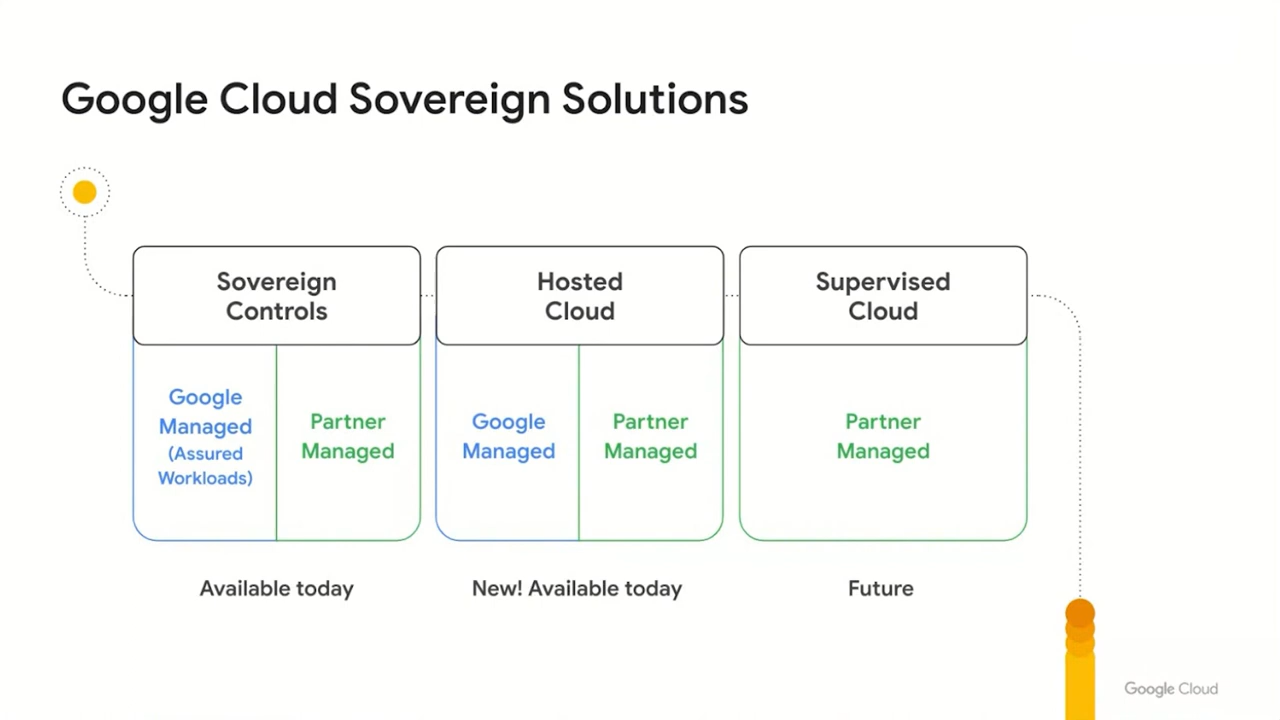 Google Cloud Sovereign Solutions
Sovereign
Controls
Google
Managed
(Assured
Workloads)
Partner
Managed
Available today
Hosted
Cloud
Google
Managed
Partner
Managed
New! Available today
Supervised
Cloud
Partner
Managed
Future
Google Cloud